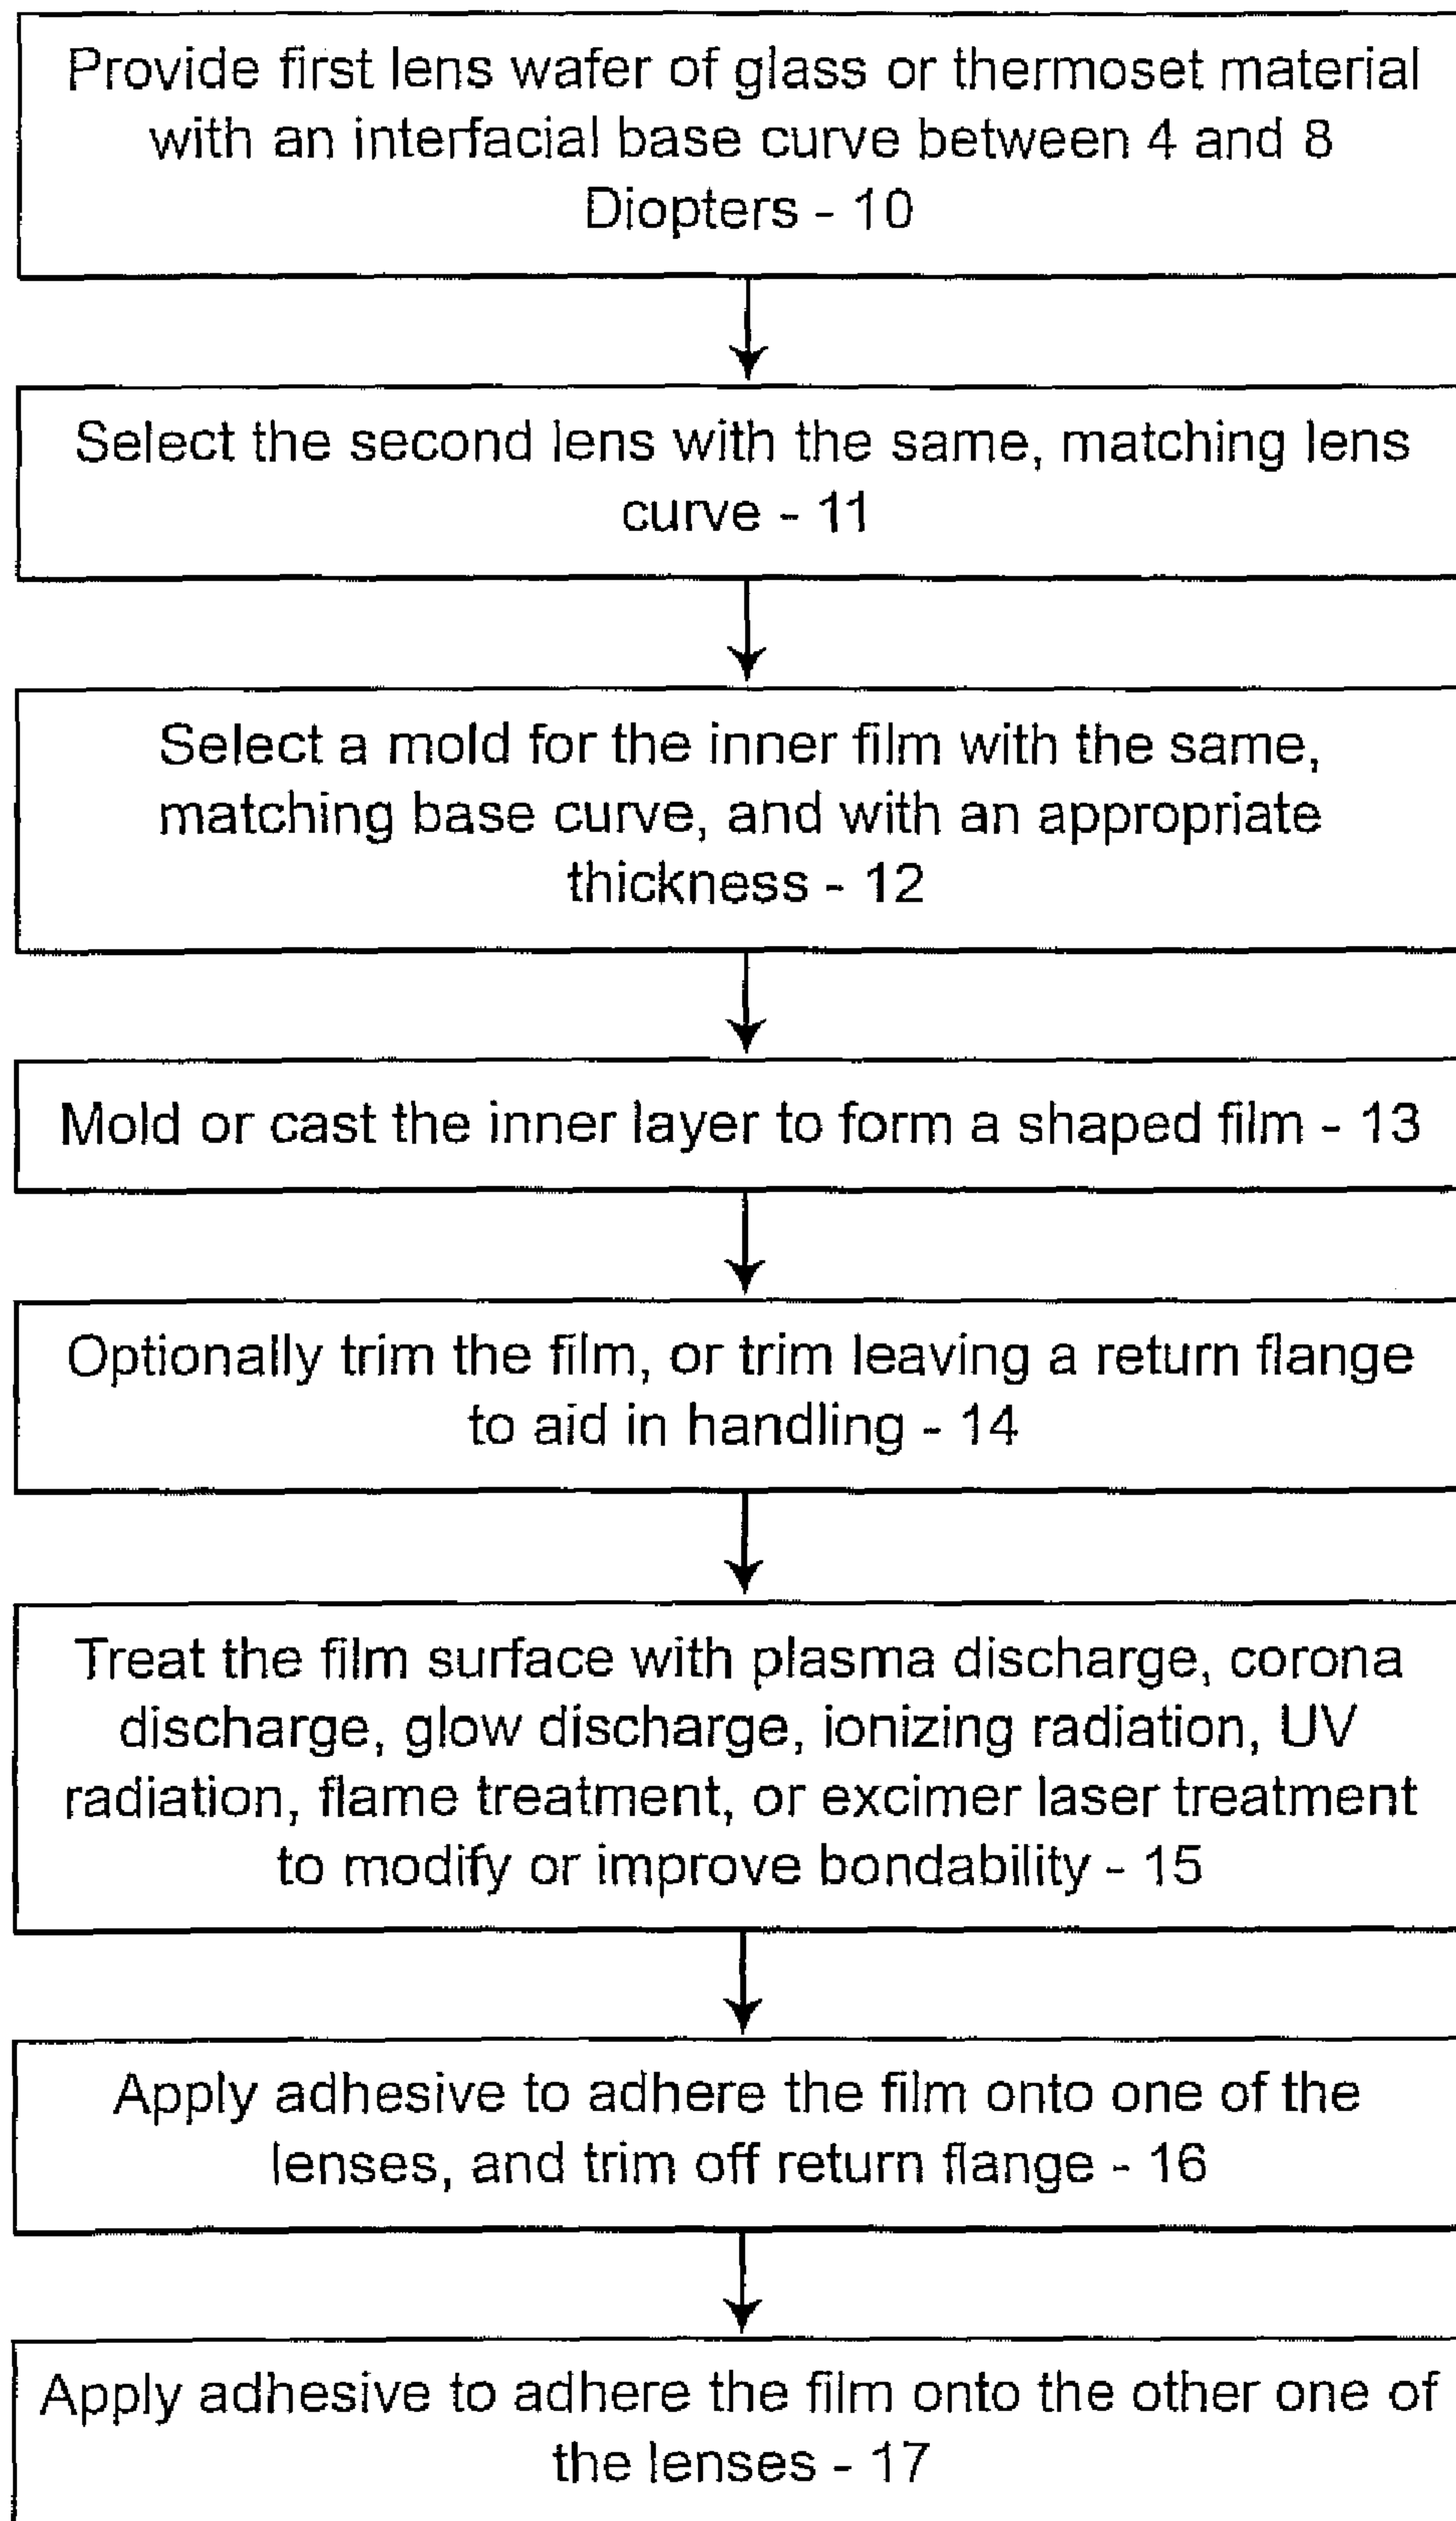 Provide first lens wafer of glass or thermoset material
with an interfacial base curve between 4 and 8
Diopters - 10
Select the second lens with the same, matching lens
curve - 11
Select a mold for the inner film with the same,
matching base curve, and with an appropriate
thickness - 12
Mold or cast the inner layer to form a shaped film - 13
Optionally trim the film, or trim leaving a return flange
to aid in handling - 14
Treat the film surface with plasma discharge, corona
discharge, glow discharge, ionizing radiation, UV
radiation, flame treatment, or excimer laser treatment
to modify or improve bondability - 15
Apply adhesive to adhere the film onto one of the
lenses, and trim off return flange - 16
Apply adhesive to adhere the film onto the other one of
the lenses - 17